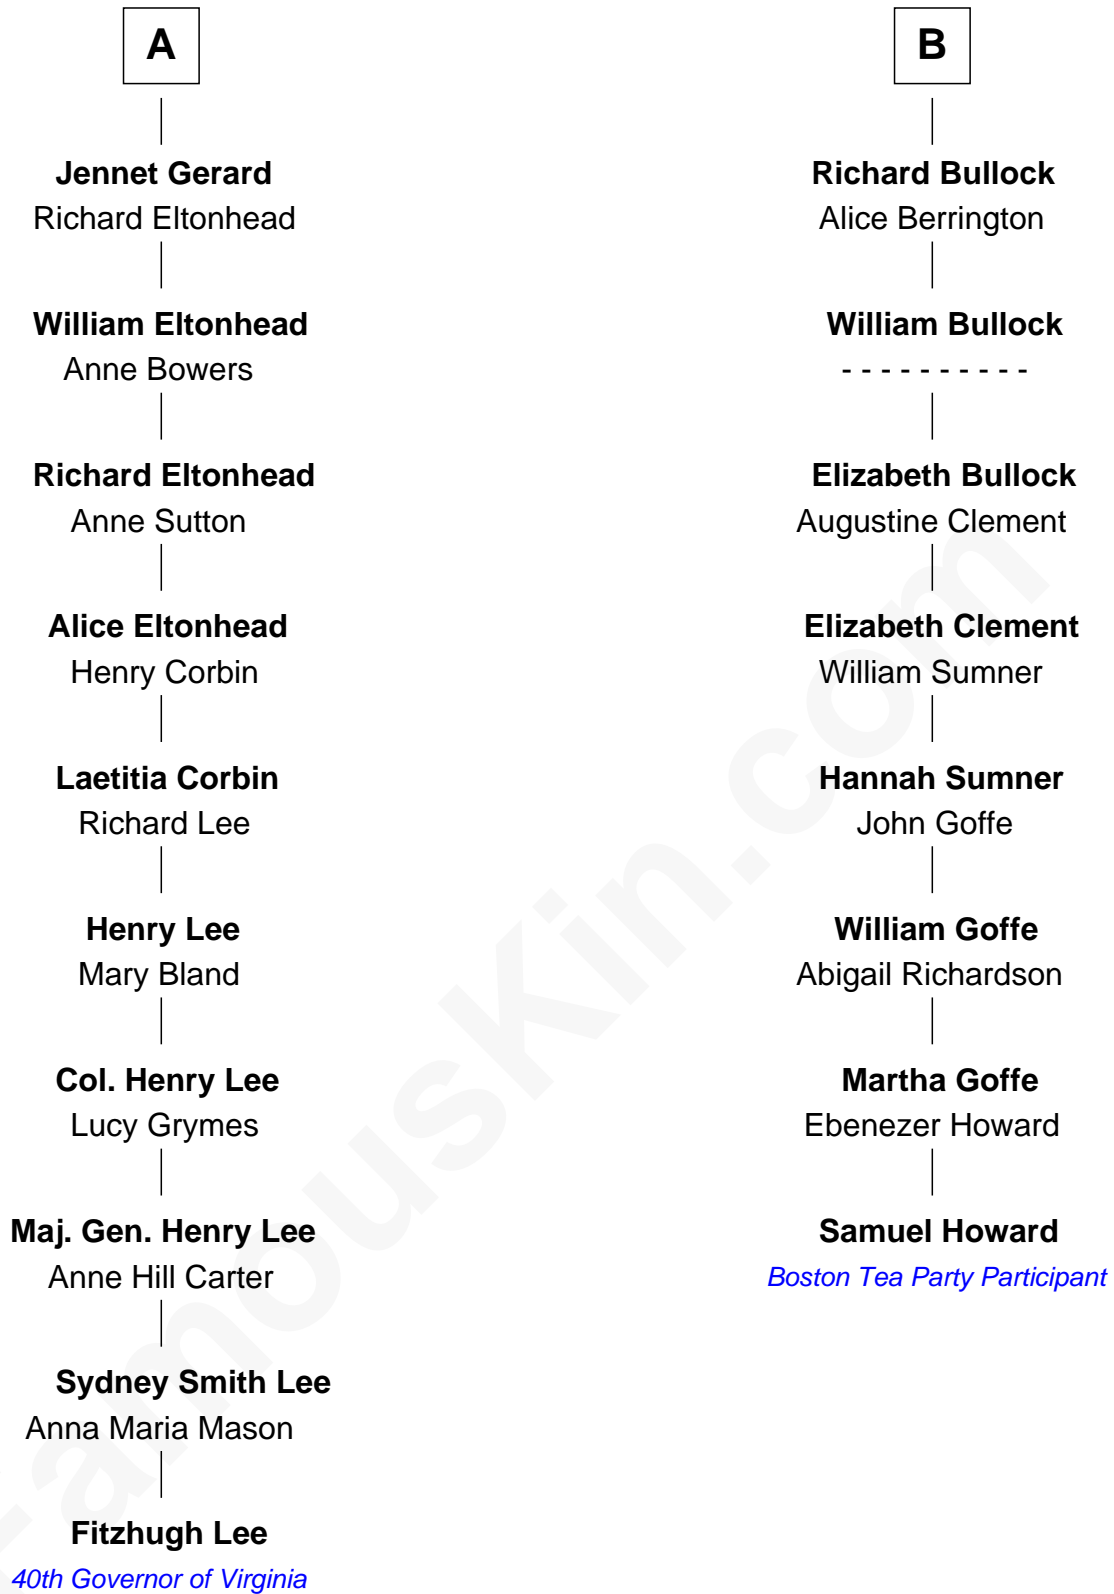 A
Jennet Gerard
Richard Eltonhead
William Eltonhead
Anne Bowers
Richard Eltonhead
Anne Sutton
Alice Eltonhead
Henry Corbin
Laetitia Corbin
Richard Lee
Henry Lee
Mary Bland
Col. Henry Lee
Lucy Grymes
Maj. Gen. Henry Lee
Anne Hill Carter
Sydney Smith Lee
Anna Maria Mason
Fitzhugh Lee
40th Governor of Virginia
B
Richard Bullock
Alice Berrington
William Bullock
- - - - - - - - - -
Elizabeth Bullock
Augustine Clement
Elizabeth Clement
William Sumner
Hannah Sumner
John Goffe
William Goffe
Abigail Richardson
Martha Goffe
Ebenezer Howard
Samuel Howard
Boston Tea Party Participant
FamousKin.com